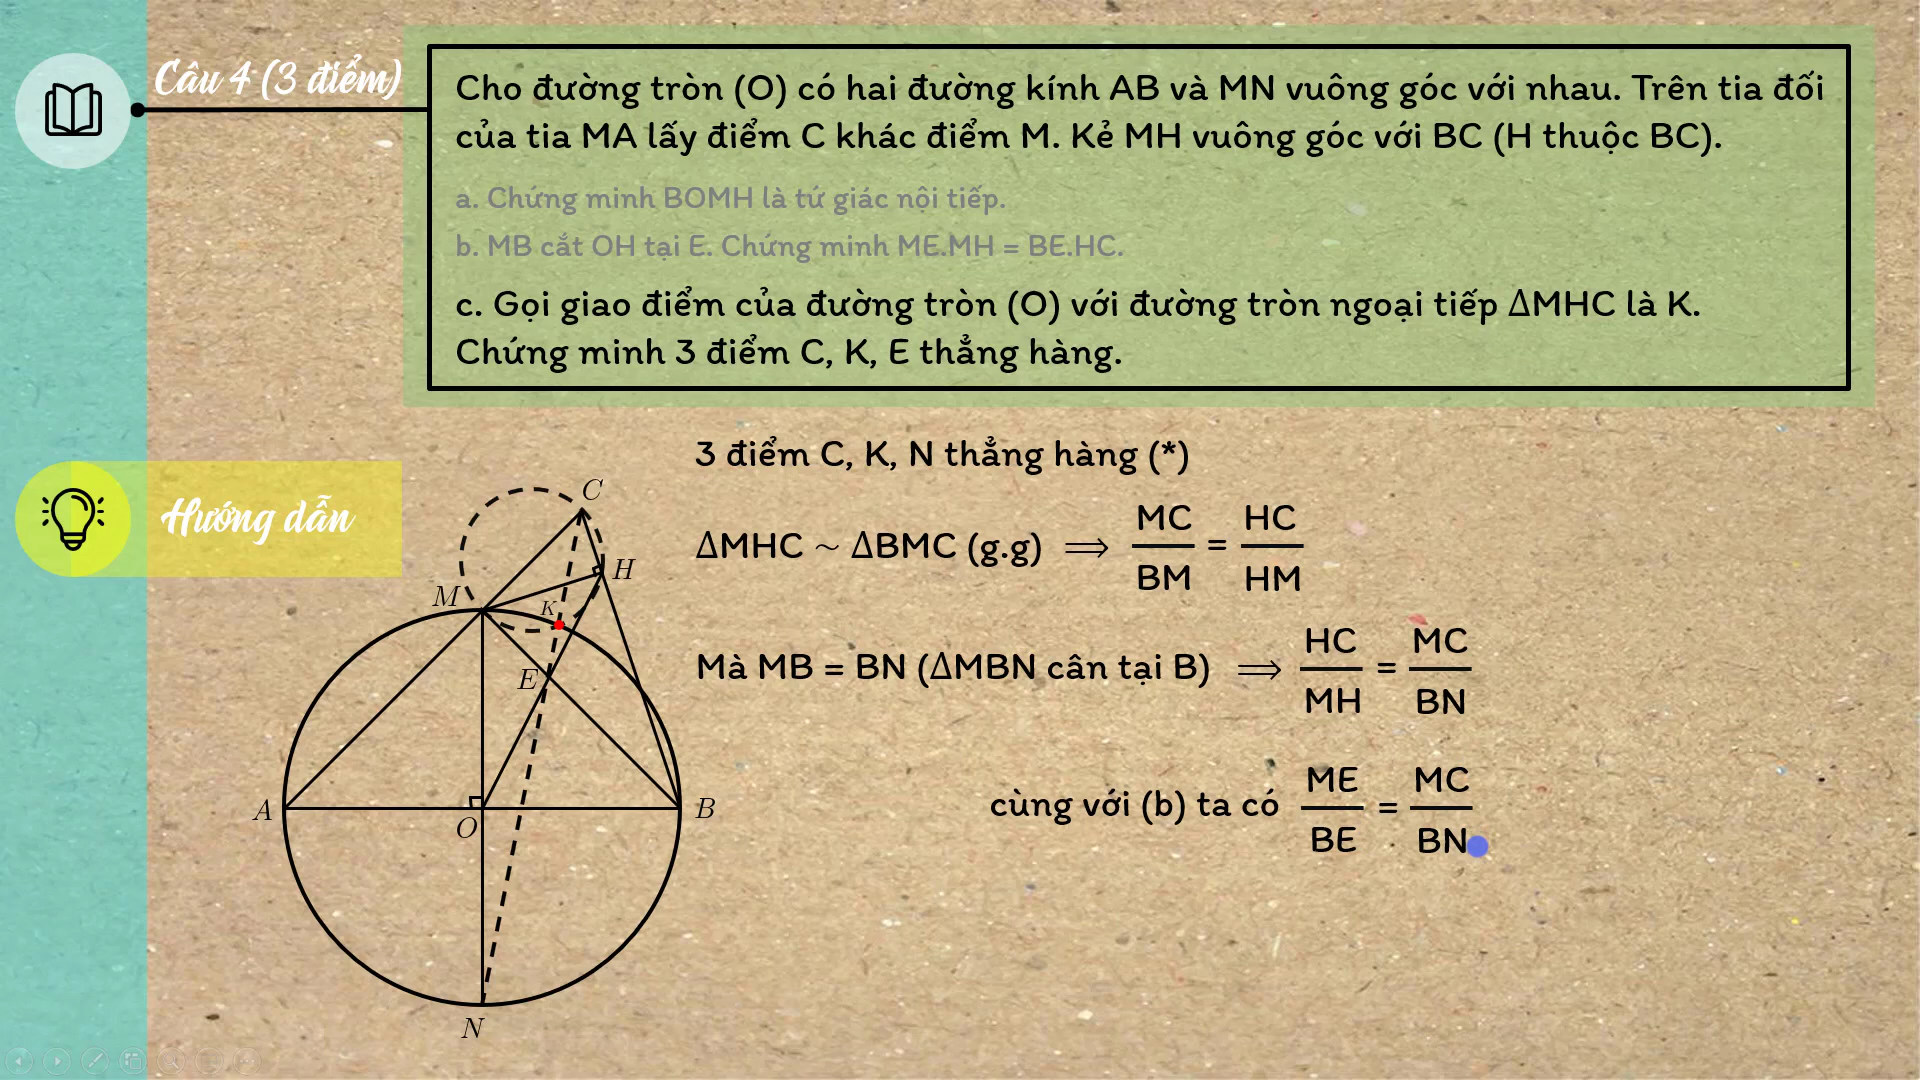 Câu 4 (3 điểm)
Cho đường tròn (O) có hai đường kính AB và MN vuông góc với nhau. Trên tia đối
của tia MA lấy điểm C khác điểm M. Kẻ MH vuông góc với BC (H thuộc BC).
a. Chứng minh BOMH là tứ giác nội tiếp.
b. MB cắt OH tại E. Chứng minh ME.MH = BE.HC.
c. Gọi giao điểm của đường tròn (O) với đường tròn ngoại tiếp ΔMHC là K.
Chứng minh 3 điểm C, K, E thẳng hàng.
Hướng dẫn
C
H
M
K
E
A
O
B
N
3 điểm C, K, N thẳng hàng (*)
ΔMHC ~ ΔBMC (g.g) ⟹ MC/BM = HC/HM
Mà MB = BN (ΔMBN cân tại B) ⟹ HC/MH = MC/BN
cùng với (b) ta có ME/BE = MC/BN